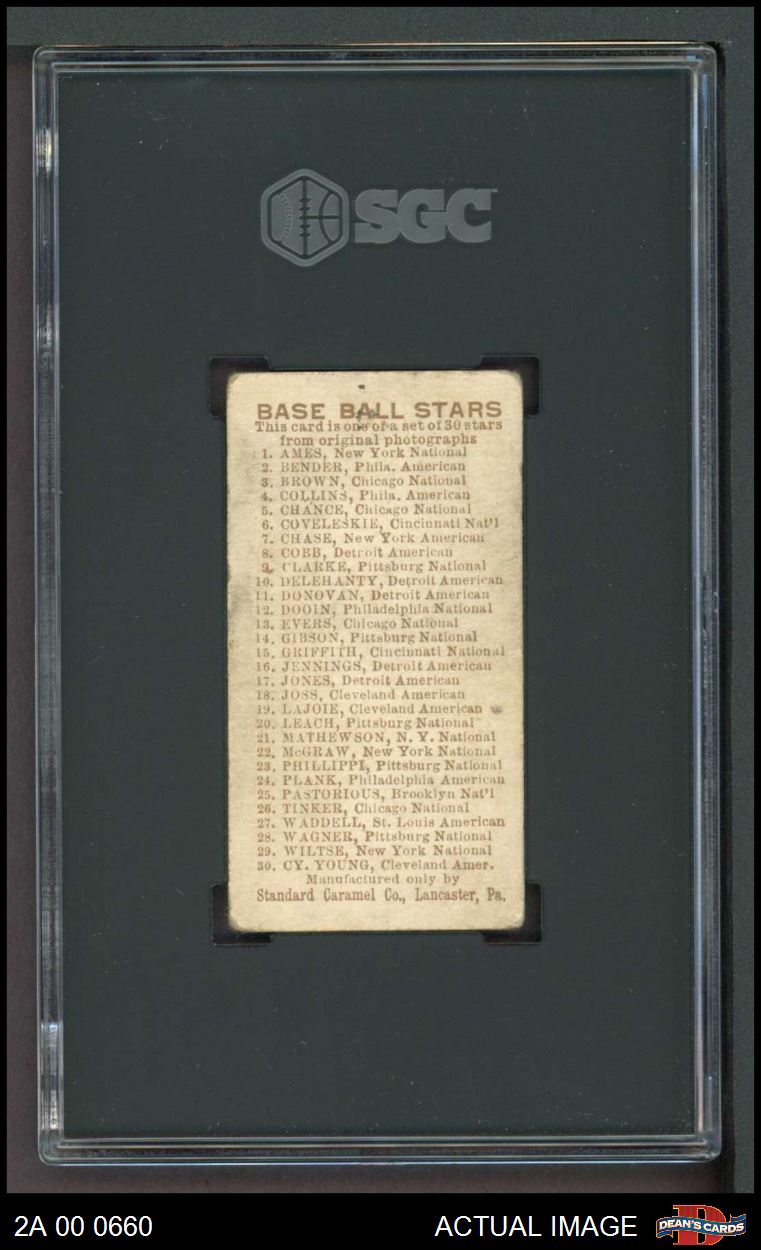 SGC
BASE BALL STARS
This card is one of a set of 30 stars
from original photographs
1. AMES, New York National
2. BENDER, Phila. American
3. BROWN, Chicago National
4. COLLINS, Phila. American
5. CHANCE, Chicago National
6. COVELESKIE, Cincinnati Nat'l
7. CHASE, New York American
8. COBB, Detroit American
9. CLARKE, Pittsburg National
10. DELEHANTY, Detroit American
11. DONOVAN, Detroit American
12. DOOIN, Philadelphia National
13. EVERS, Chicago National
14. GIBSON, Pittsburg National
15. GRIFFITH, Cincinnati National
16. JENNINGS, Detroit American
17. JONES, Detroit American
18. JOSS, Cleveland American
19. LAJOIE, Cleveland American
20. LEACH, Pittsburg National
21. MATHEWSON, N. Y. National
22. McGRAW, New York National
23. PHILLIPPI, Pittsburg National
24. PLANK, Philadelphia American
25. PASTORIOUS, Brooklyn Nat'l
26. TINKER, Chicago National
27. WADDELL, St. Louis American
28. WAGNER, Pittsburg National
29. WILTSE, New York National
30. CY. YOUNG, Cleveland Amer.
Manufactured only by
Standard Caramel Co., Lancaster, Pa.
2A 00 0660 ACTUAL IMAGE DEAN'S CARDS